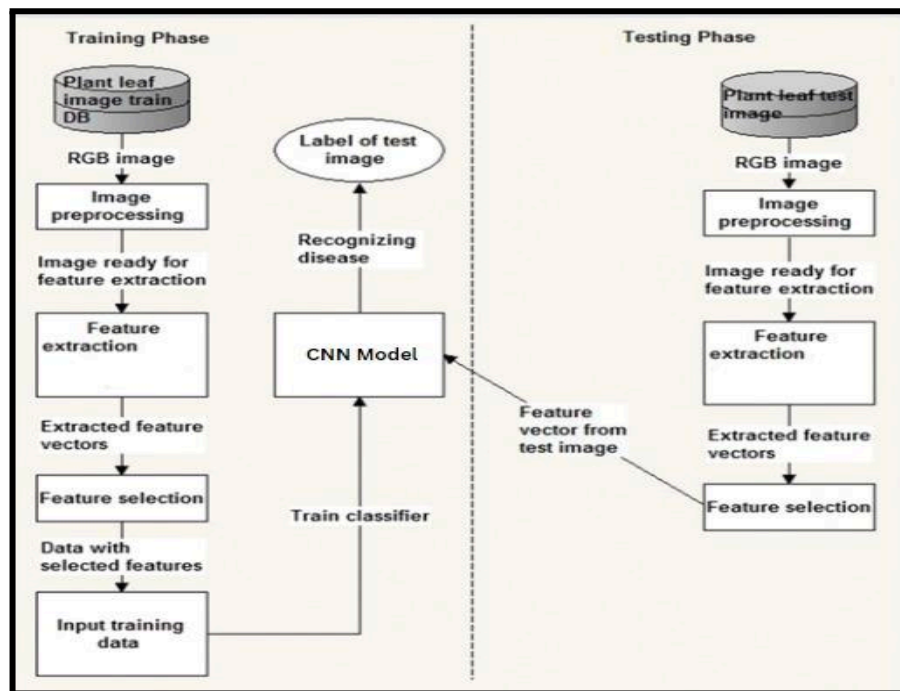 Training Phase
Plant leaf
image train
DB
RGB image
Image
preprocessing
Image ready for
feature extraction
Feature
extraction
Extracted feature
vectors
Feature selection
Data with
selected features
Input training
data
Label of test
image
Recognizing
disease
CNN Model
Train classifier
Testing Phase
Plant leaf test
image
RGB image
Image
preprocessing
Image ready for
feature extraction
Feature
extraction
Extracted feature
vectors
Feature selection
Feature
vector from
test image